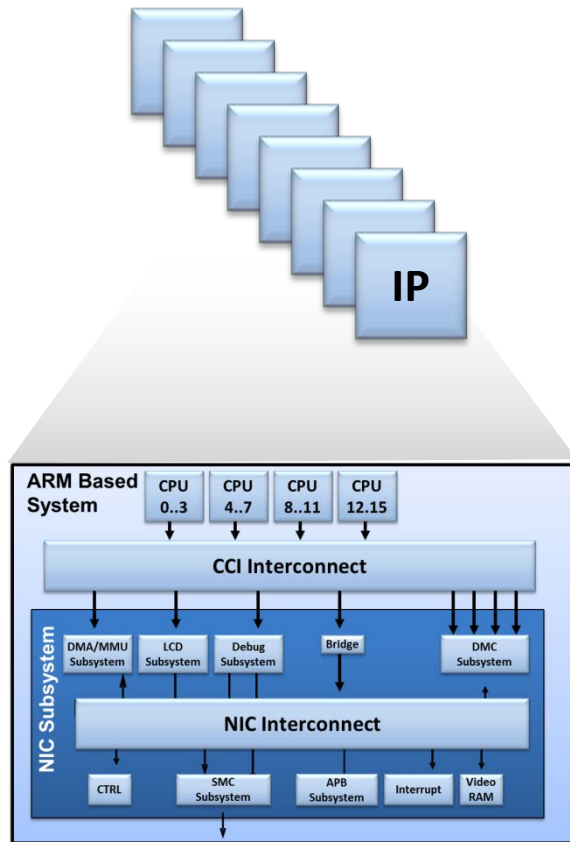 IP
ARM Based
System
CPU
0..3
CPU
4..7
CPU
8..11
CPU
12.15
CCI Interconnect
NIC Subsystem
DMA/MMU
Subsystem
LCD
Subsystem
Debug
Subsystem
Bridge
DMC
Subsystem
NIC Interconnect
CTRL
SMC
Subsystem
APB
Subsystem
Interrupt
Video
RAM